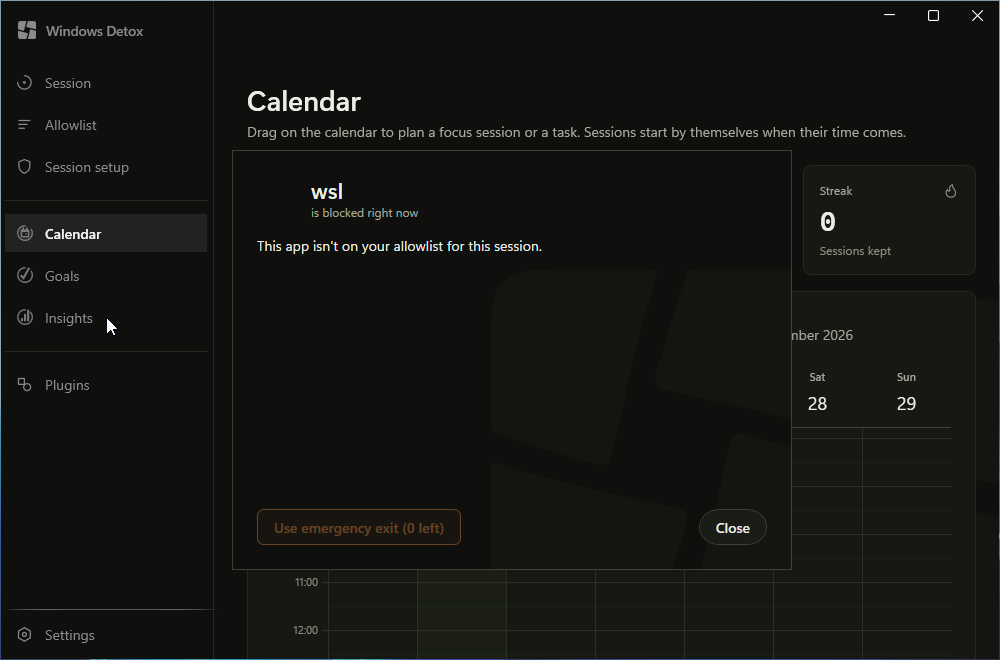 Windows Detox
Session
Allowlist
Session setup
Calendar
Goals
Insights
Plugins
Settings
Calendar
Drag on the calendar to plan a focus session or a task. Sessions start by themselves when their time comes.
wsl
is blocked right now
This app isn't on your allowlist for this session.
Use emergency exit (0 left)
Close
Streak
0
Sessions kept
mber 2026
Sat
Sun
28
29
11:00
12:00